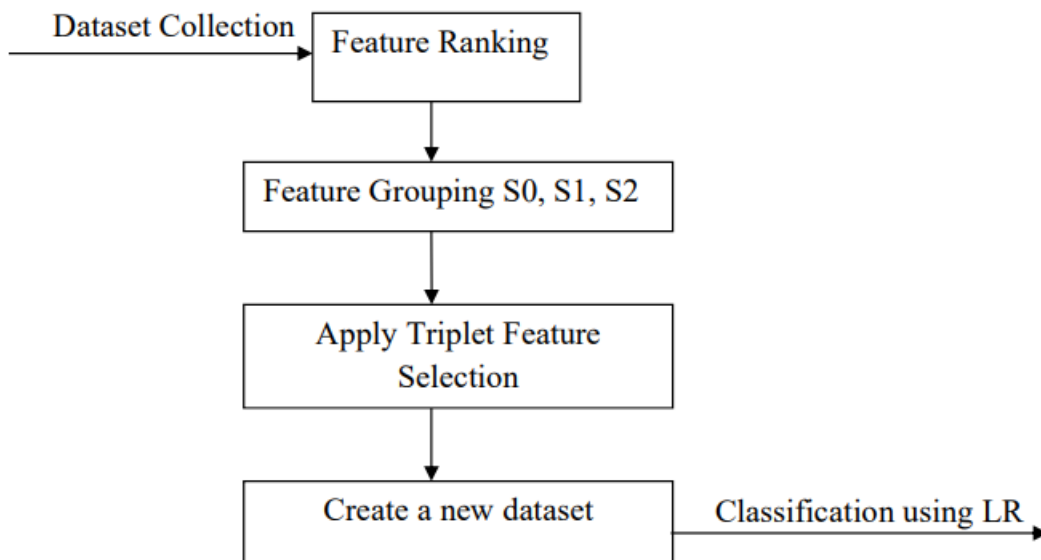 Dataset Collection
Feature Ranking
Feature Grouping S0, S1, S2
Apply Triplet Feature
Selection
Create a new dataset
Classification using LR